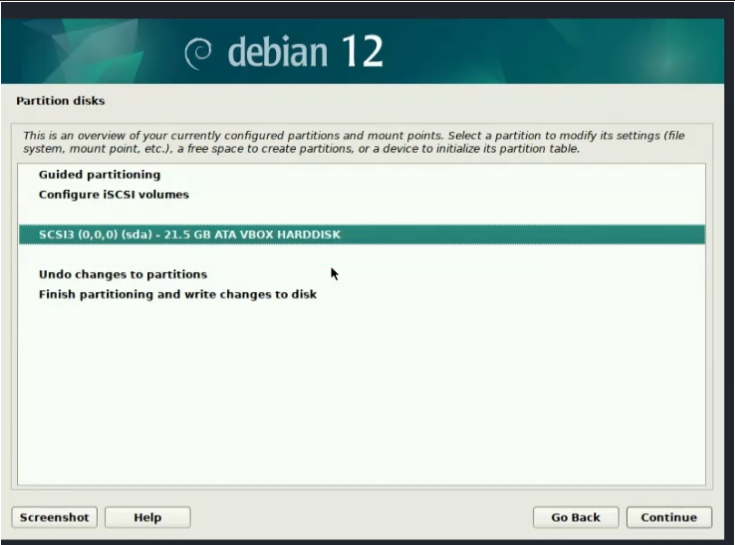 debian 12
Partition disks
This is an overview of your currently configured partitions and mount points. Select a partition to modify its settings (file
system, mount point, etc.), a free space to create partitions, or a device to initialize its partition table.
Guided partitioning
Configure iSCSI volumes
SCSI3 (0,0,0) (sda) - 21.5 GB ATA VBOX HARDDISK
Undo changes to partitions
Finish partitioning and write changes to disk
Screenshot Help Go Back Continue